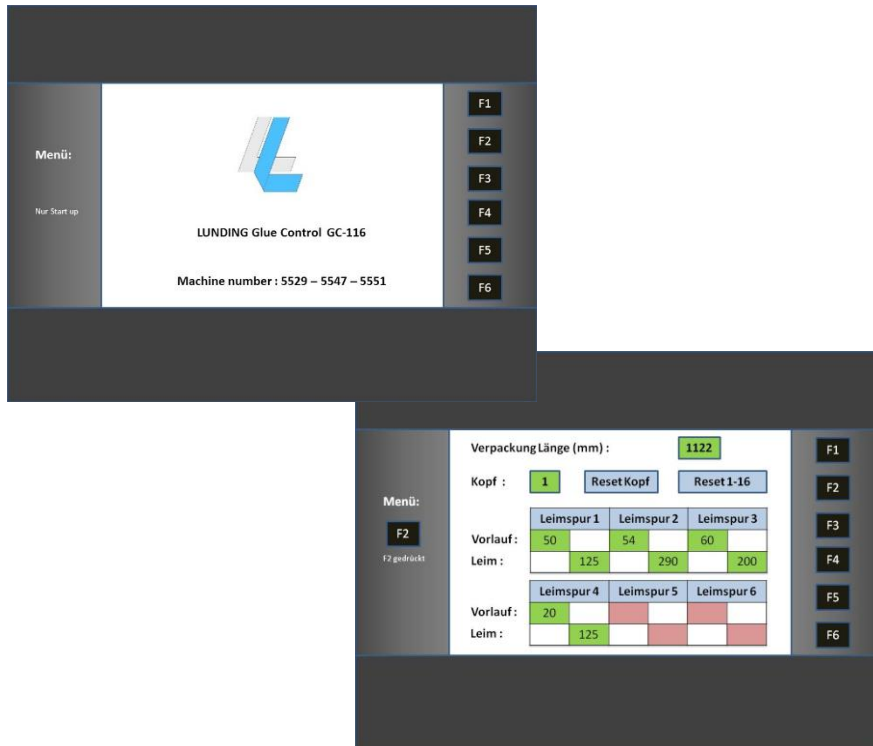 Menü:
Nur Start up
LUNDING Glue Control GC-116
Machine number : 5529 – 5547 – 5551
F1
F2
F3
F4
F5
F6
Menü:
F2
F2 gedrückt
Verpackung Länge (mm) : 1122
Kopf : 1 Reset Kopf Reset 1-16
Leimspur 1 Leimspur 2 Leimspur 3
Vorlauf : 50 54 60
Leim : 125 290 200
Leimspur 4 Leimspur 5 Leimspur 6
Vorlauf : 20
Leim : 125
F1
F2
F3
F4
F5
F6